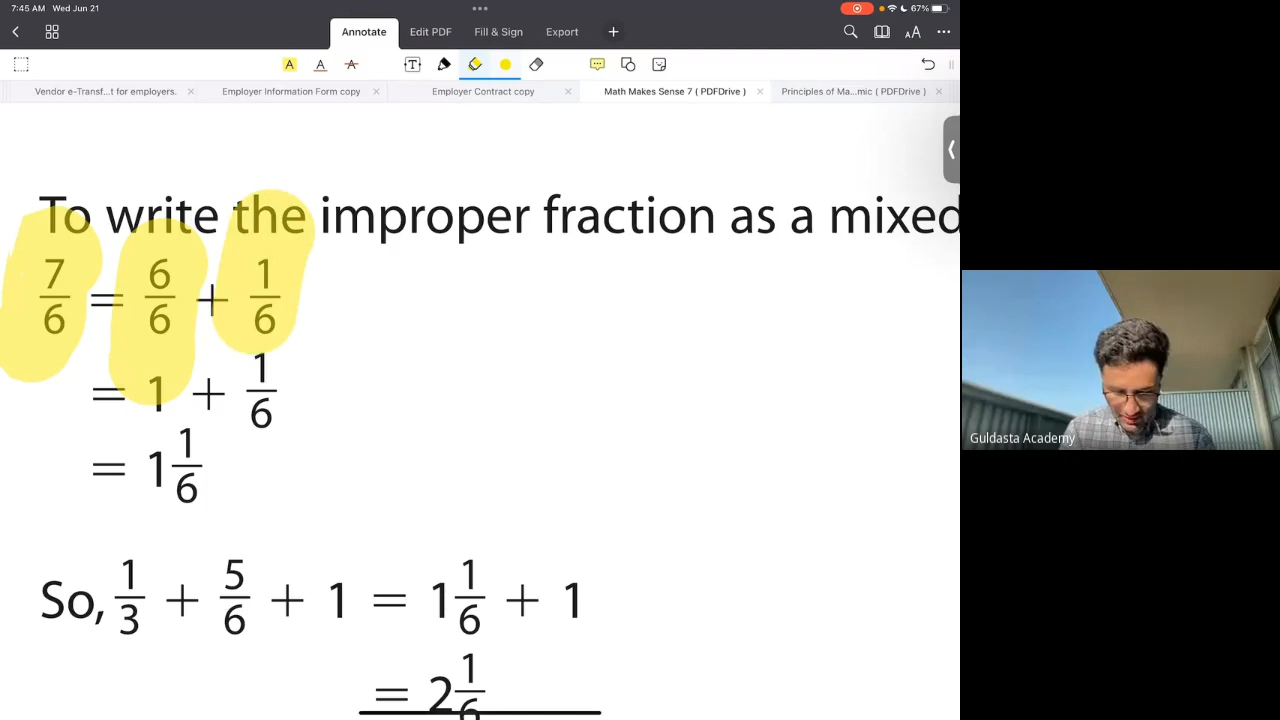 7:45 AM Wed Jun 21
67%
Annotate Edit PDF Fill & Sign Export +
A A A T
Vendor e-Transf...t for employers. × Employer Information Form copy × Employer Contract copy × Math Makes Sense 7 ( PDFDrive ) × Principles of Ma...mic ( PDFDrive ) ×
To write the improper fraction as a mixed
7/6 = 6/6 + 1/6
= 1 + 1/6
= 1 1/6
So, 1/3 + 5/6 + 1 = 1 1/6 + 1
= 2 1/6
Guldasta Academy